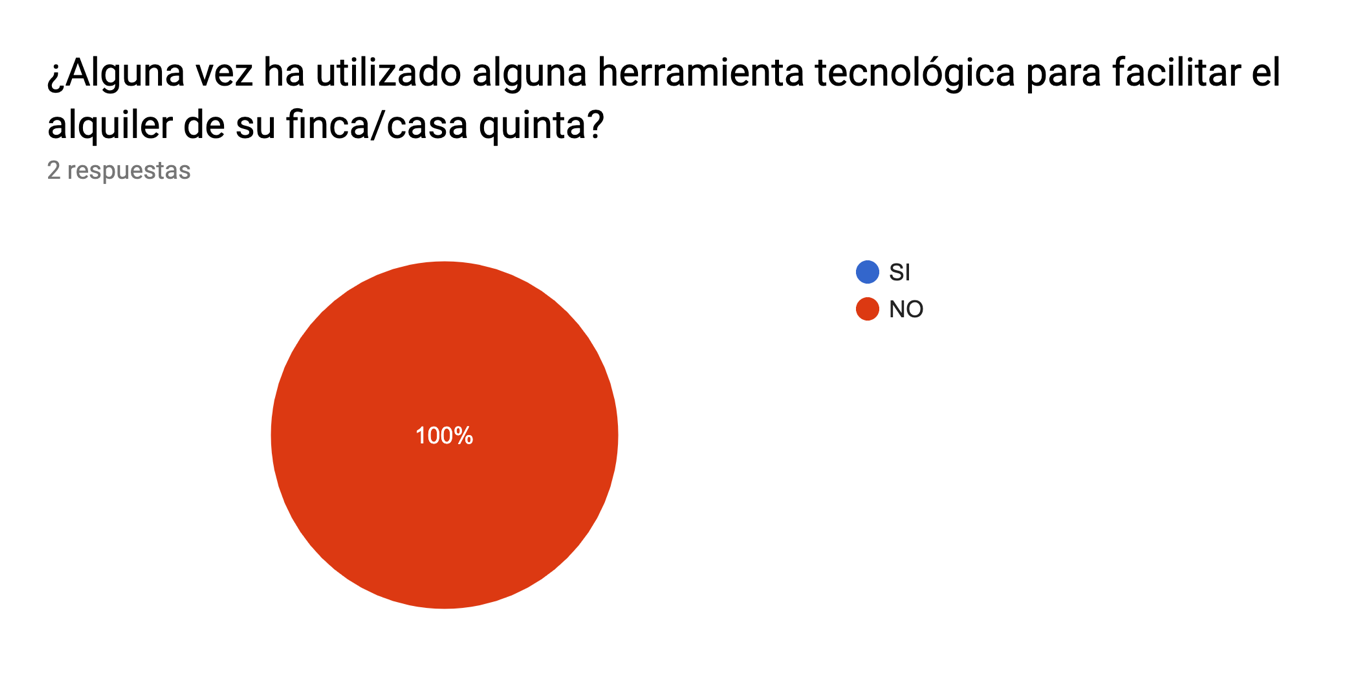 ¿Alguna vez ha utilizado alguna herramienta tecnológica para facilitar el
alquiler de su finca/casa quinta?
2 respuestas
SI
NO
100%